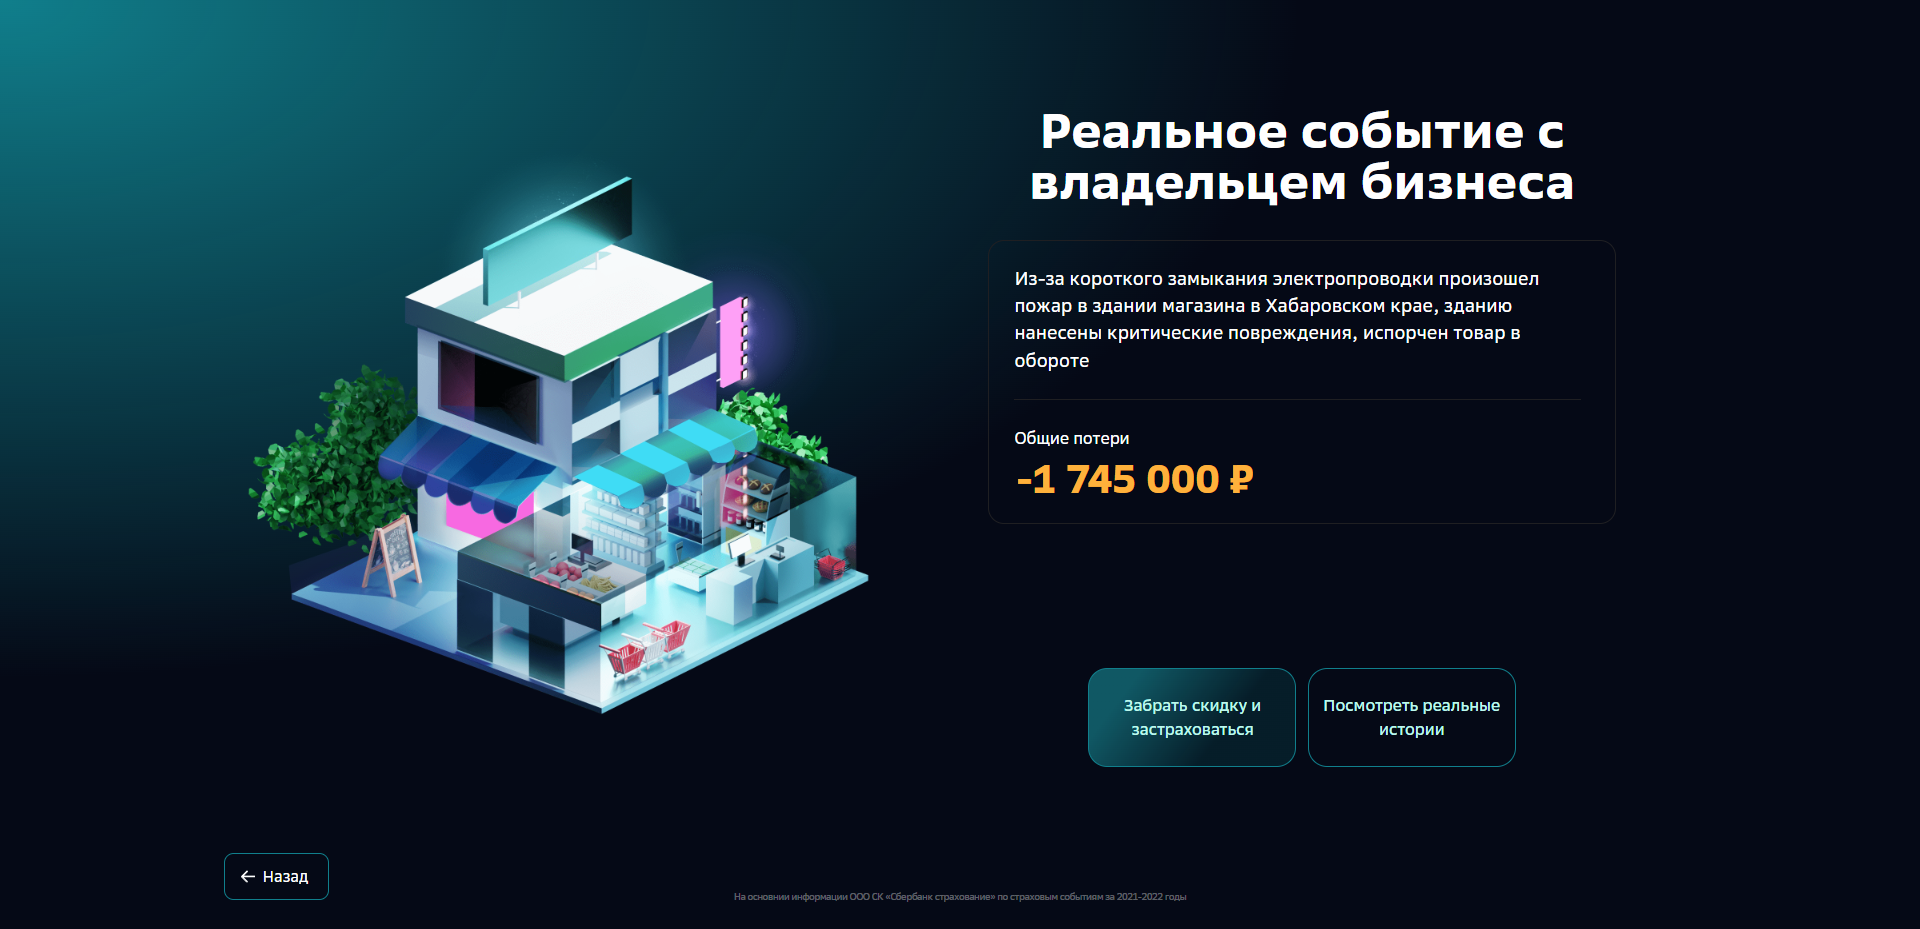 Реальное событие с
владельцем бизнеса
Из-за короткого замыкания электропроводки произошел
пожар в здании магазина в Хабаровском крае, зданию
нанесены критические повреждения, испорчен товар в
обороте
Общие потери
-1 745 000 ₽
Забрать скидку и
застраховаться
Посмотреть реальные
истории
← Назад
На основнии информации ООО СК «Сбербанк страхование» по страховым событиям за 2021-2022 годы